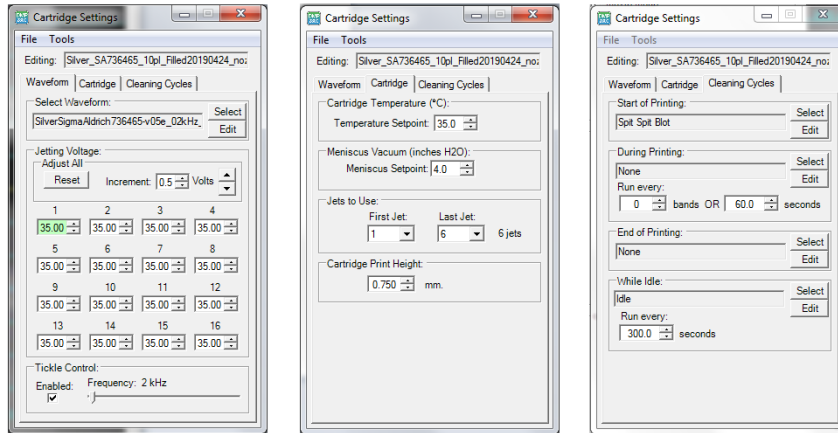 Cartridge Settings
File Tools
Editing: Silver_SA736465_10pl_Filled20190424_noz
Waveform Cartridge Cleaning Cycles
Select Waveform:
SilverSigmaAldrich736465-v05e_02kHz_
Select
Edit
Jetting Voltage:
Adjust All
Reset Increment: 0.5 Volts
1 2 3 4
35.00 35.00 35.00 35.00
5 6 7 8
35.00 35.00 35.00 35.00
9 10 11 12
35.00 35.00 35.00 35.00
13 14 15 16
35.00 35.00 35.00 35.00
Tickle Control:
Enabled: Frequency: 2 kHz
Cartridge Settings
File Tools
Editing: Silver_SA736465_10pl_Filled20190424_noz
Waveform Cartridge Cleaning Cycles
Cartridge Temperature (°C):
Temperature Setpoint: 35.0
Meniscus Vacuum (inches H2O):
Meniscus Setpoint: 4.0
Jets to Use:
First Jet: Last Jet:
1 6 6 jets
Cartridge Print Height:
0.750 mm.
Cartridge Settings
File Tools
Editing: Silver_SA736465_10pl_Filled20190424_noz
Waveform Cartridge Cleaning Cycles
Start of Printing:
Spit Spit Blot
Select
Edit
During Printing:
None
Select
Edit
Run every:
0 bands OR 60.0 seconds
End of Printing:
None
Select
Edit
While Idle:
Idle
Select
Edit
Run every:
300.0 seconds